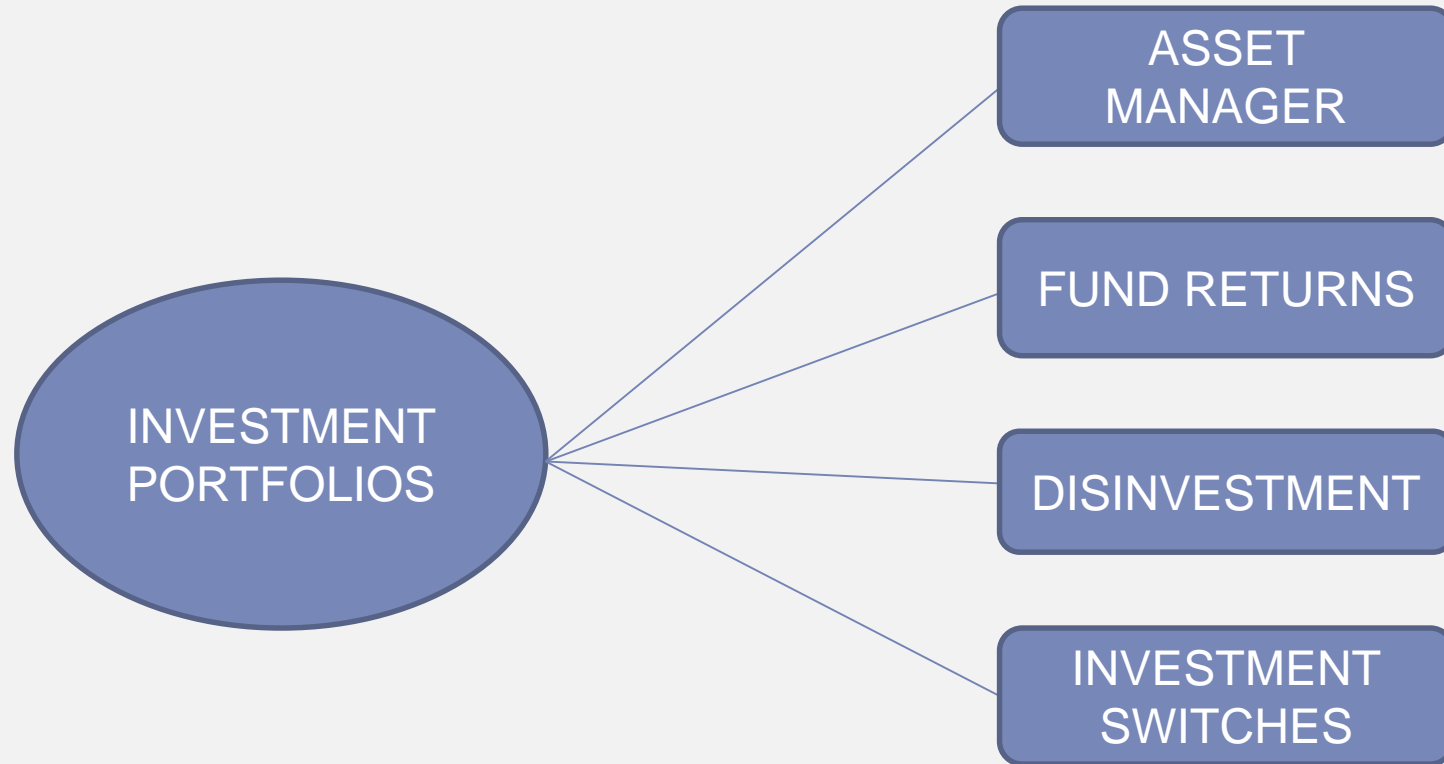 ASSET
MANAGER
FUND RETURNS
INVESTMENT
PORTFOLIOS
DISINVESTMENT
INVESTMENT
SWITCHES